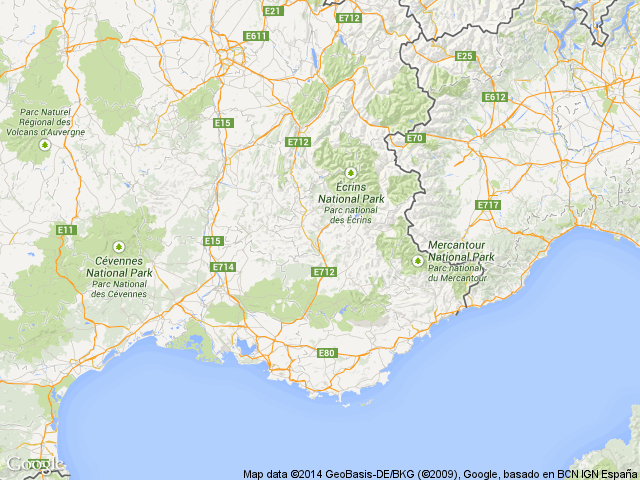 E21
E712
E611
E25
E612
Parc Naturel
Régional des
Volcans d'Auvergne
E15
E712
E70
Ecrins
National Park
Parc national
des Ecrins
E717
E11
E15
Cévennes
National Park
Parc National
des Cévennes
E714
E712
Mercantour
National Park
Parc national
du Mercantour
E80
Google
Map data ©2014 GeoBasis-DE/BKG (©2009), Google, basado en BCN IGN España